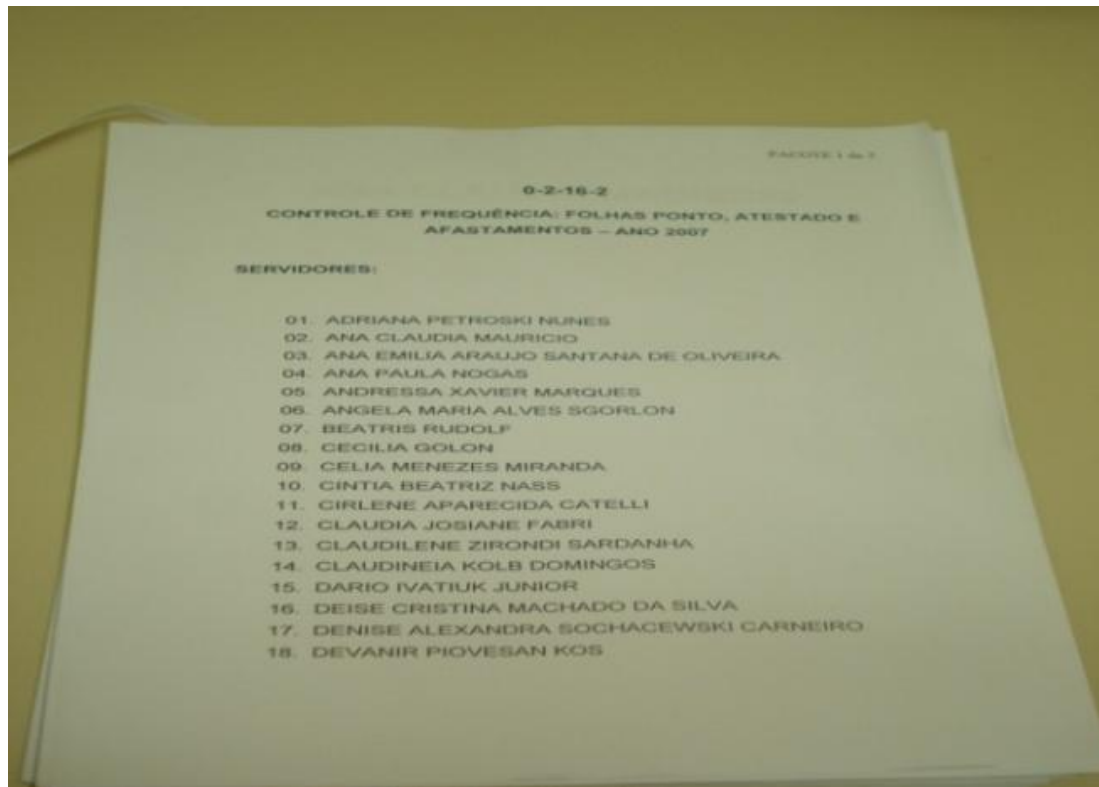 PACOTE 1 de
0-2-16-2
CONTROLE DE FREQUÊNCIA: FOLHAS PONTO, ATESTADO E
AFASTAMENTOS – ANO 2007
SERVIDORES:
01. ADRIANA PETROSKI NUNES
02. ANA CLAUDIA MAURICIO
03. ANA EMILIA ARAUJO SANTANA DE OLIVEIRA
04. ANA PAULA NOGAS
05. ANDRESSA XAVIER MARQUES
06. ANGELA MARIA ALVES SGORLON
07. BEATRIS RUDOLF
08. CECILIA GOLON
09. CELIA MENEZES MIRANDA
10. CINTIA BEATRIZ NASS
11. CIRLENE APARECIDA CATELLI
12. CLAUDIA JOSIANE FABRI
13. CLAUDILENE ZIRONDI SARDANHA
14. CLAUDINEIA KOLB DOMINGOS
15. DARIO IVATIUK JUNIOR
16. DEISE CRISTINA MACHADO DA SILVA
17. DENISE ALEXANDRA SOCHACEWSKI CARNEIRO
18. DEVANIR PIOVESAN KOS